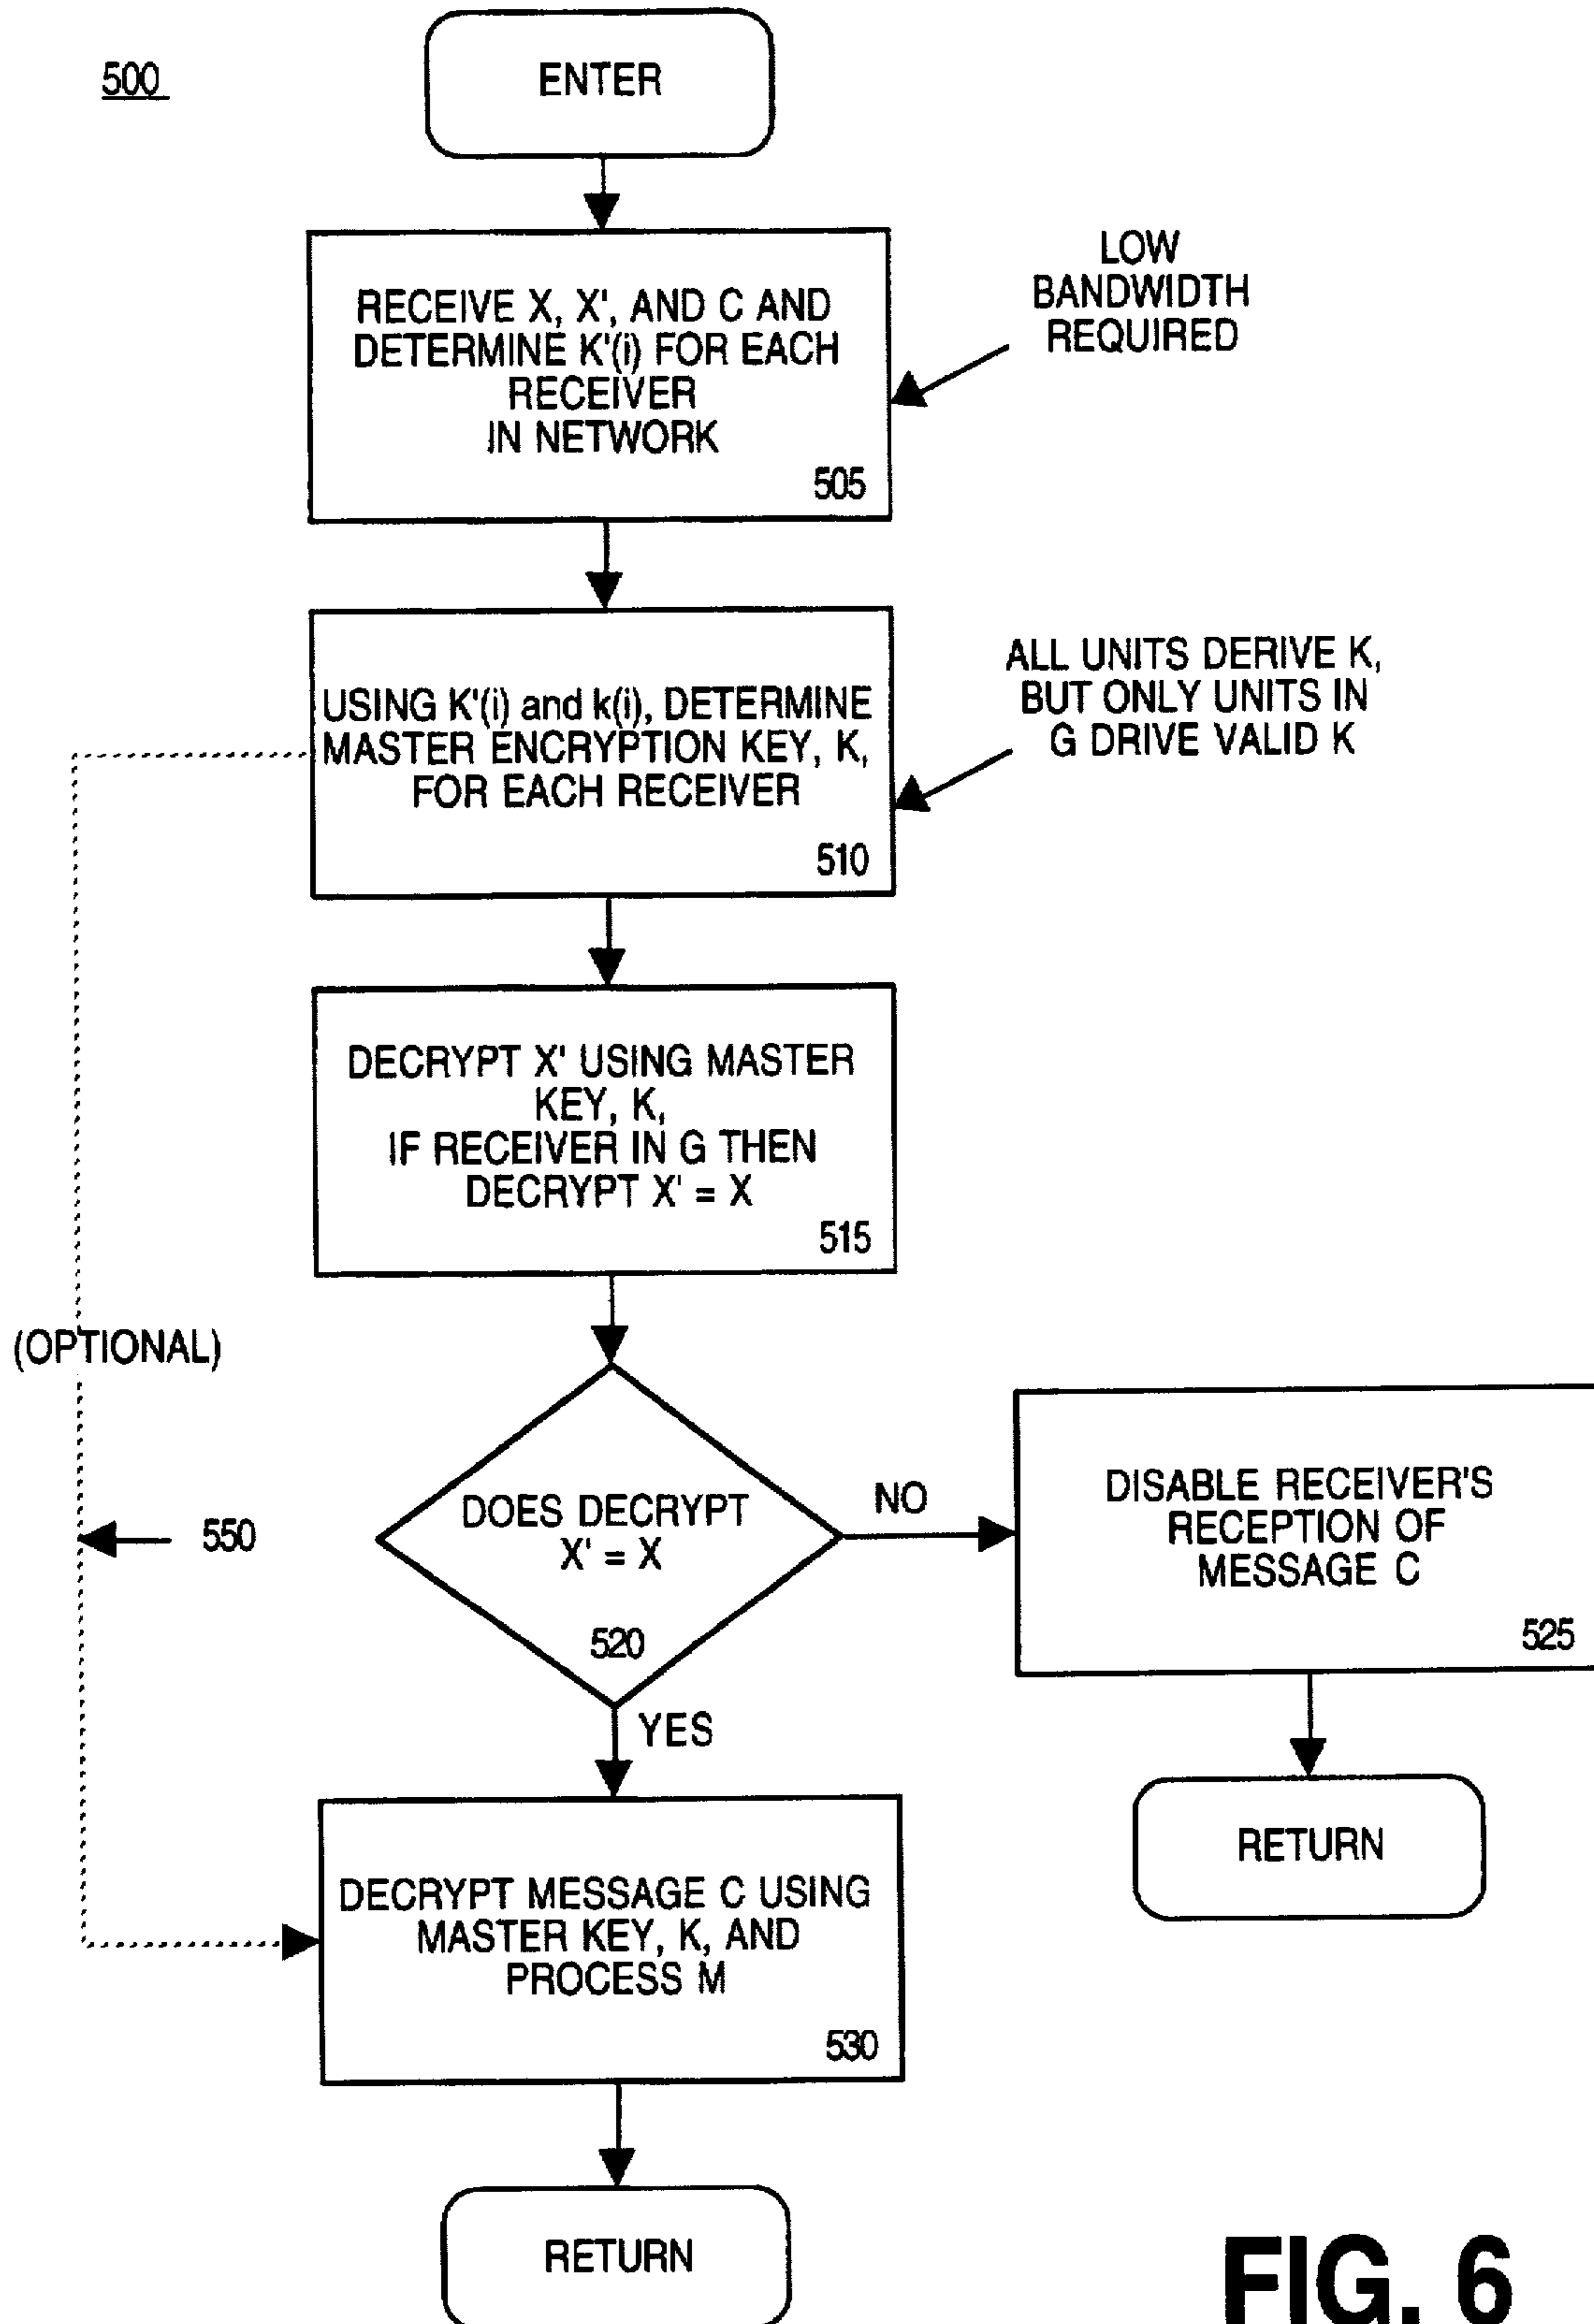 500
ENTER
RECEIVE X, X', AND C AND
DETERMINE K'(i) FOR EACH
RECEIVER
IN NETWORK
505
LOW
BANDWIDTH
REQUIRED
USING K'(i) and k(i), DETERMINE
MASTER ENCRYPTION KEY, K,
FOR EACH RECEIVER
510
ALL UNITS DERIVE K,
BUT ONLY UNITS IN
G DRIVE VALID K
DECRYPT X' USING MASTER
KEY, K,
IF RECEIVER IN G THEN
DECRYPT X' = X
515
(OPTIONAL)
550
DOES DECRYPT
X' = X
520
NO
YES
DISABLE RECEIVER'S
RECEPTION OF
MESSAGE C
525
RETURN
DECRYPT MESSAGE C USING
MASTER KEY, K, AND
PROCESS M
530
RETURN
FIG. 6